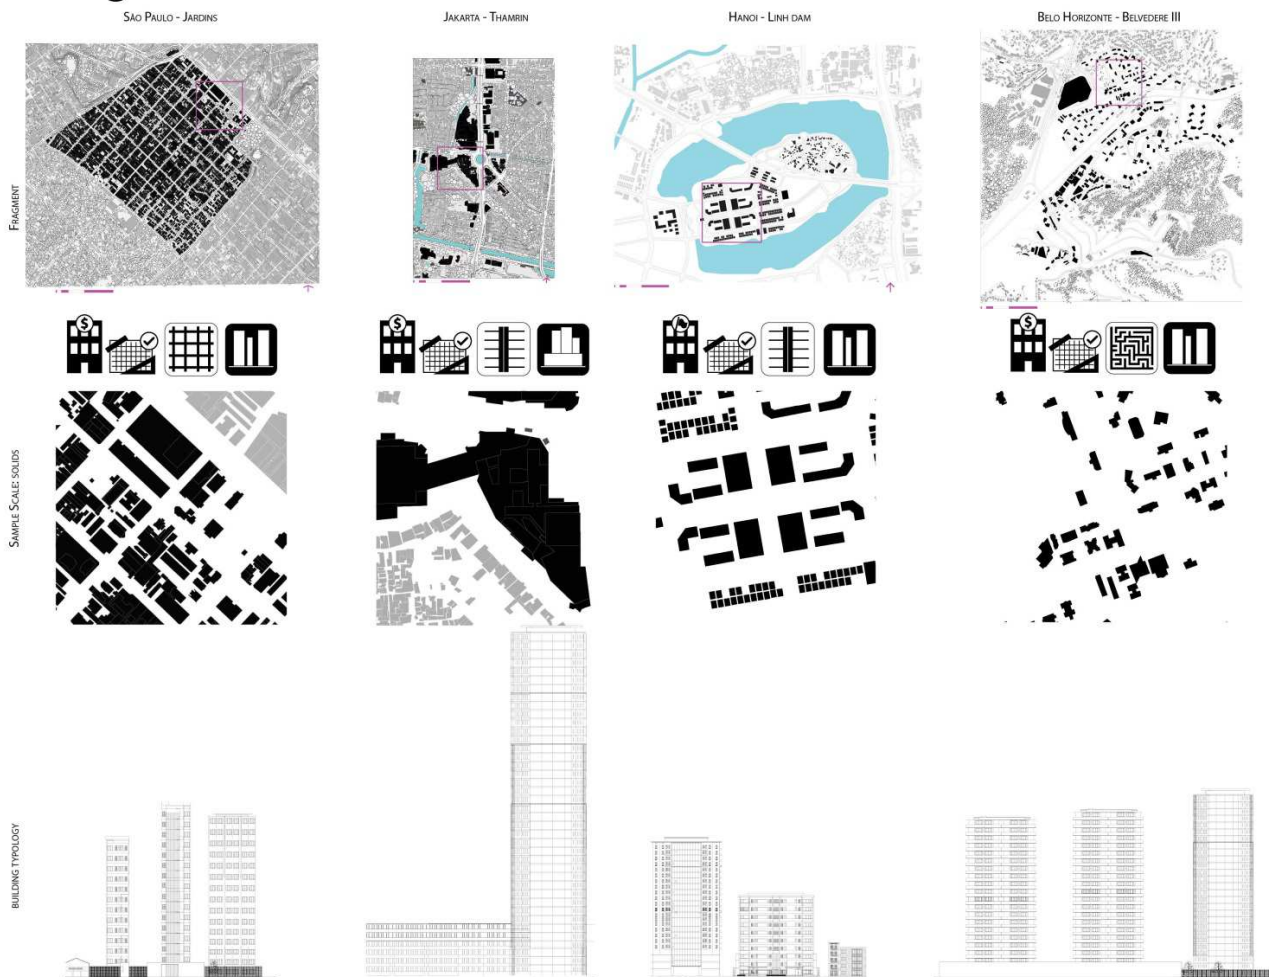 São Paulo - Jardins
Jakarta - Thamrin
Hanoi - Linh dam
Belo Horizonte - Belvedere III
Fragment
$
$
$
Sample Scale: solids
building typology